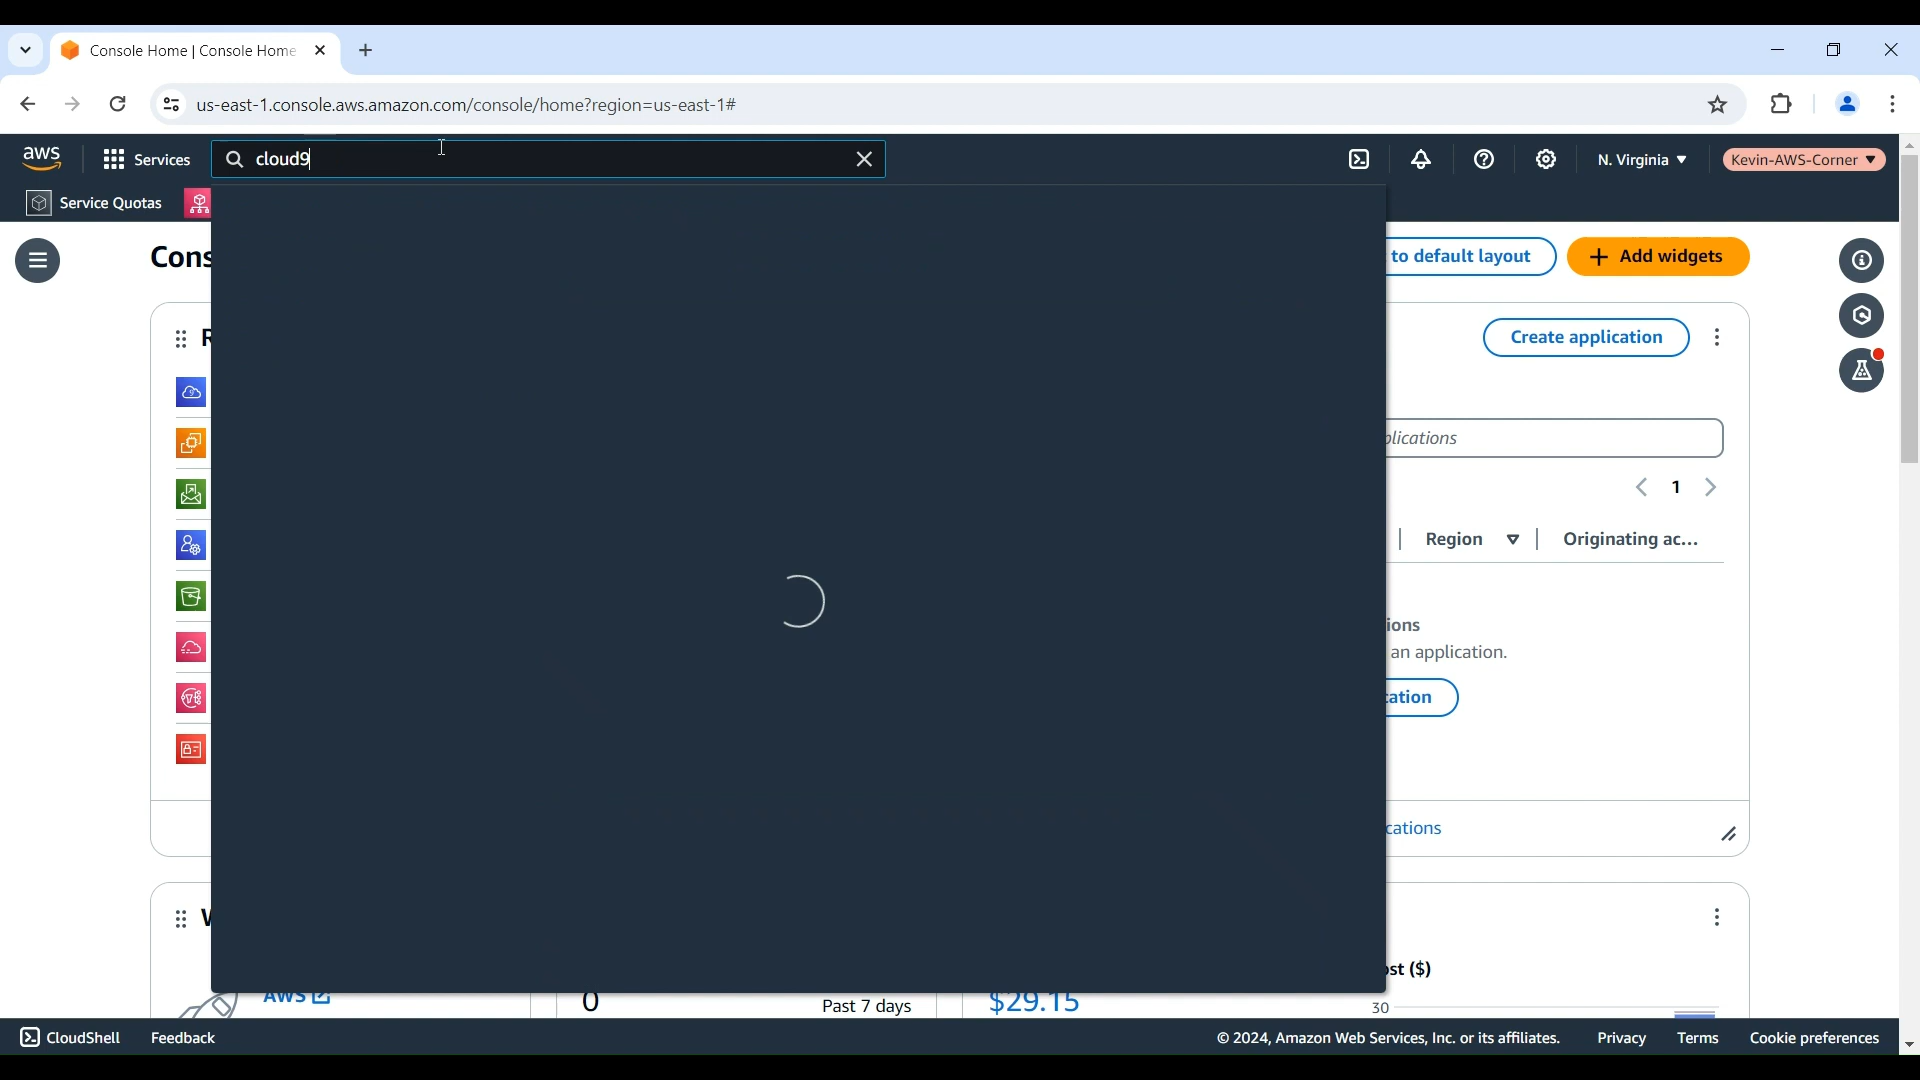 Console Home | Console Home
us-east-1.console.aws.amazon.com/console/home?region=us-east-1#
aws
Services
cloud9
N. Virginia
Kevin-AWS-Corner
Service Quotas
Cons
to default layout
Add widgets
Create application
plications
1
Region
Originating ac...
ions
an application.
cation
cations
ost ($)
AWS
0
Past 7 days
$29.15
30
CloudShell
Feedback
© 2024, Amazon Web Services, Inc. or its affiliates.
Privacy
Terms
Cookie preferences